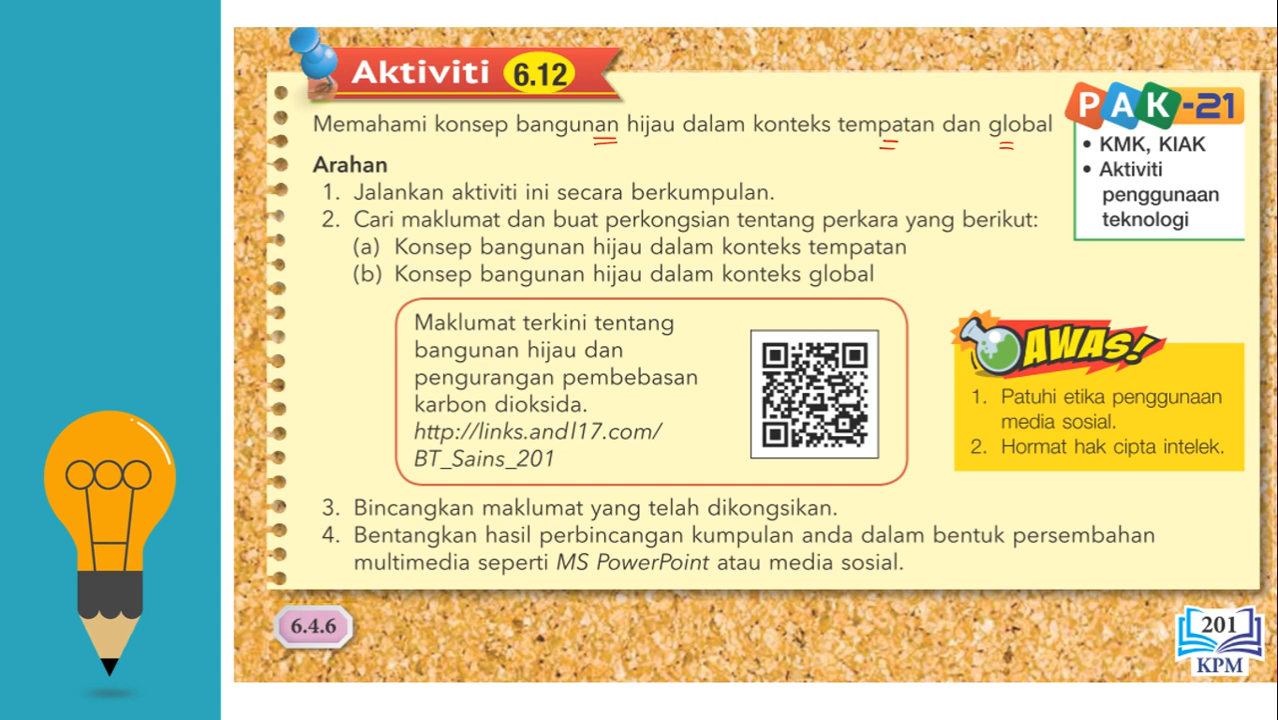 Aktiviti 6.12
Memahami konsep bangunan hijau dalam konteks tempatan dan global
PAK-21
• KMK, KIAK
• Aktiviti
penggunaan
teknologi
Arahan
1. Jalankan aktiviti ini secara berkumpulan.
2. Cari maklumat dan buat perkongsian tentang perkara yang berikut:
(a) Konsep bangunan hijau dalam konteks tempatan
(b) Konsep bangunan hijau dalam konteks global
Maklumat terkini tentang
bangunan hijau dan
pengurangan pembebasan
karbon dioksida.
http://links.andl17.com/
BT_Sains_201
AWAS!
1. Patuhi etika penggunaan
media sosial.
2. Hormat hak cipta intelek.
3. Bincangkan maklumat yang telah dikongsikan.
4. Bentangkan hasil perbincangan kumpulan anda dalam bentuk persembahan
multimedia seperti MS PowerPoint atau media sosial.
6.4.6
201
KPM